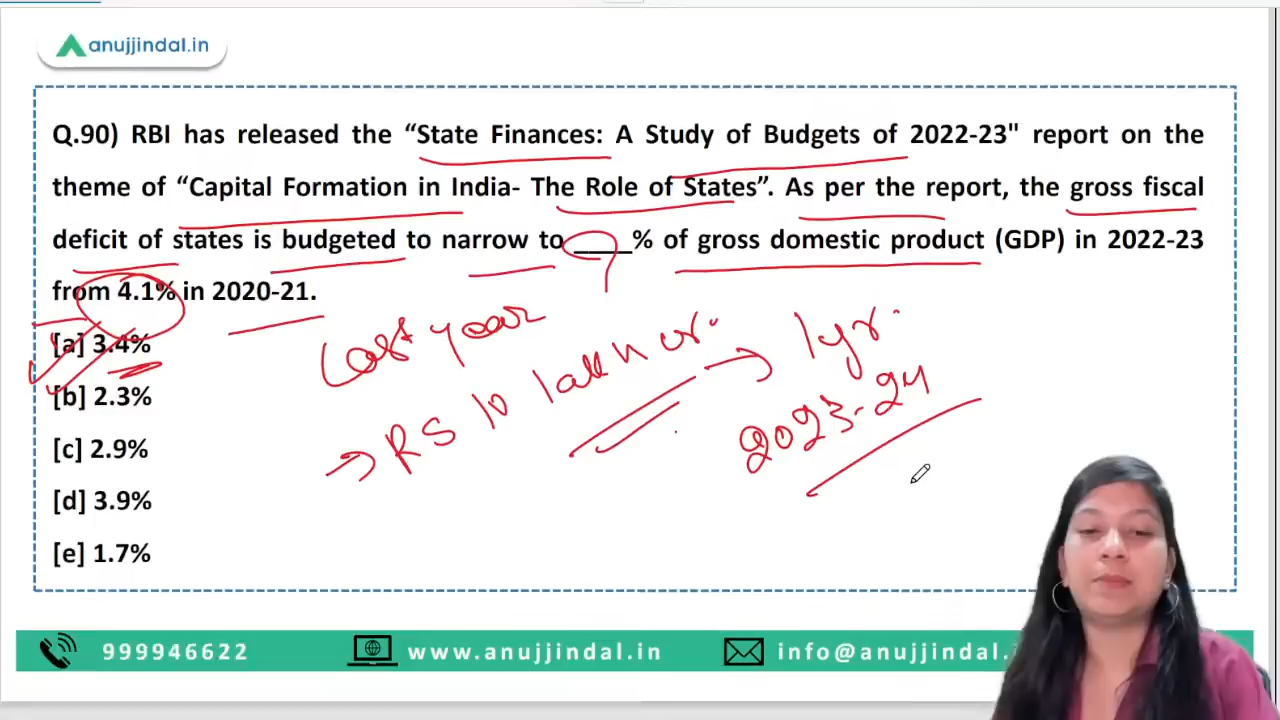 anujjindal.in
Q.90) RBI has released the “State Finances: A Study of Budgets of 2022-23" report on the
theme of “Capital Formation in India- The Role of States”. As per the report, the gross fiscal
deficit of states is budgeted to narrow to ____% of gross domestic product (GDP) in 2022-23
from 4.1% in 2020-21.
[a] 3.4%
[b] 2.3%
[c] 2.9%
[d] 3.9%
[e] 1.7%
Last year
→ RS 10 lakh cr. → 1yr.
2023-24
999946622
www.anujjindal.in
info@anujjindal.i